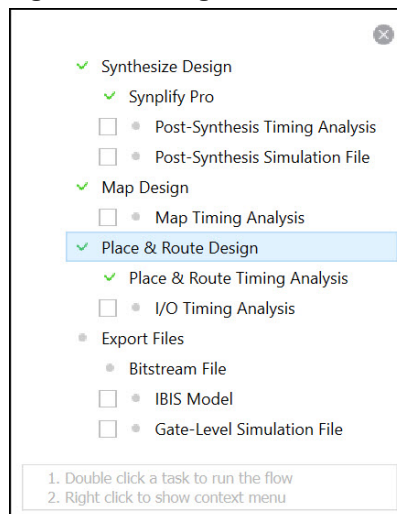 Synthesize Design
Synplify Pro
Post-Synthesis Timing Analysis
Post-Synthesis Simulation File
Map Design
Map Timing Analysis
Place & Route Design
Place & Route Timing Analysis
I/O Timing Analysis
Export Files
Bitstream File
IBIS Model
Gate-Level Simulation File
1. Double click a task to run the flow
2. Right click to show context menu